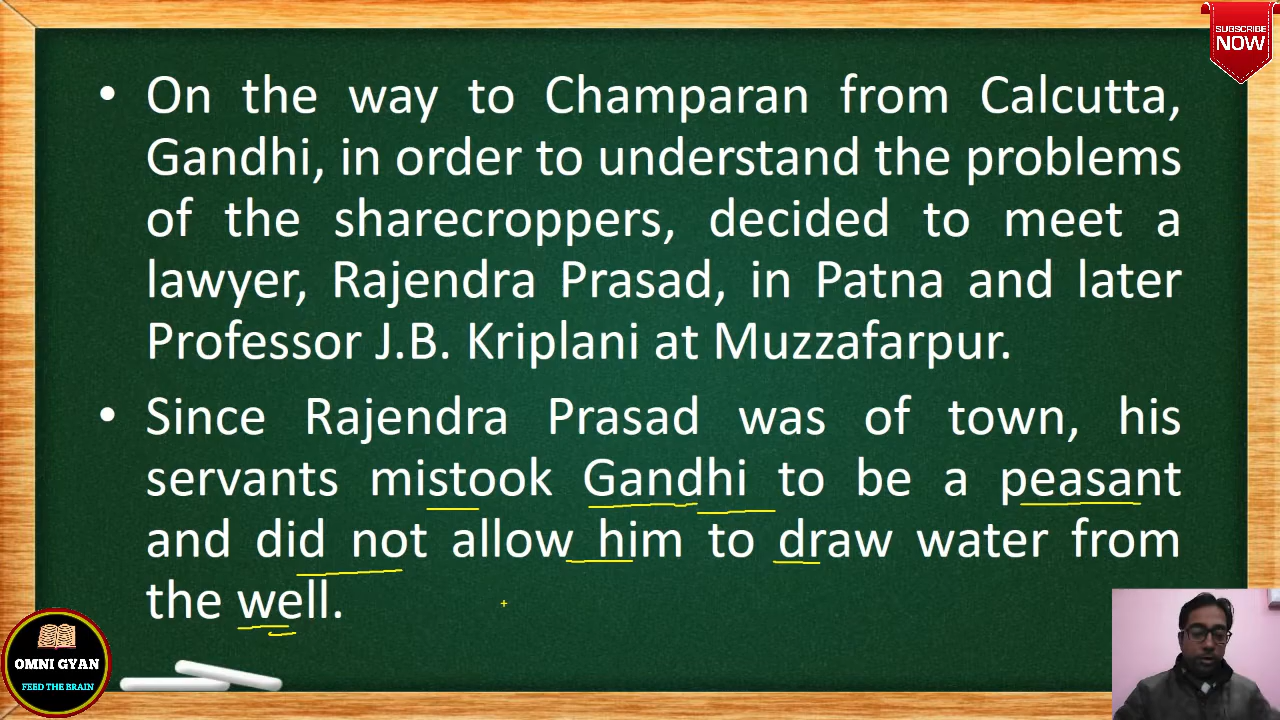 SUBSCRIBE
NOW
• On the way to Champaran from Calcutta,
Gandhi, in order to understand the problems
of the sharecroppers, decided to meet a
lawyer, Rajendra Prasad, in Patna and later
Professor J.B. Kriplani at Muzzafarpur.
• Since Rajendra Prasad was of town, his
servants mistook Gandhi to be a peasant
and did not allow him to draw water from
the well.
OMNI GYAN
FEED THE BRAIN